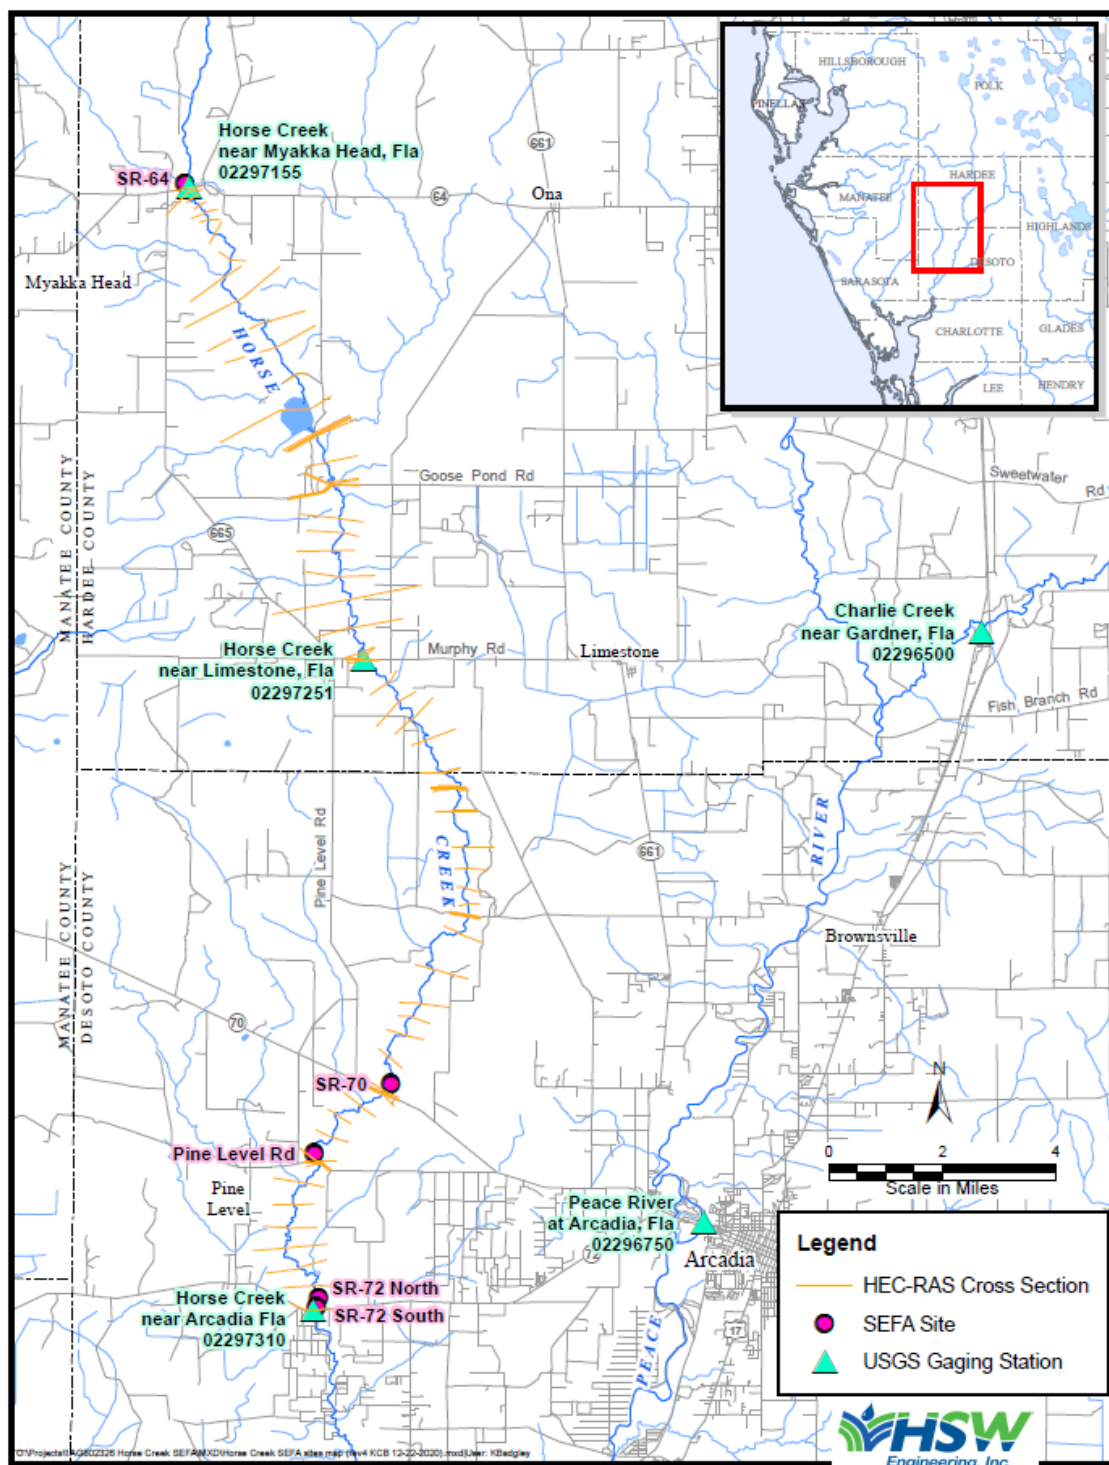 HILLSBOROUGH
POLK
PINELLAS
HARDEE
MANATEE
HIGHLANDS
DESOTO
SARASOTA
CHARLOTTE
GLADES
LEE
HENDRY
Horse Creek
near Myakka Head, Fla
02297155
SR-64
661
64
Ona
Myakka Head
HORSE
Goose Pond Rd
Sweetwater
Rd
MANATEE COUNTY
HARDEE COUNTY
665
Charlie Creek
near Gardner, Fla
02296500
Horse Creek
near Limestone, Fla
02297251
Murphy Rd
Limestone
Fish Branch Rd
Pine Level Rd
RIVER
CREEK
661
MANATEE COUNTY
DESOTO COUNTY
Brownsville
70
SR-70
N
Pine Level Rd
0 2 4
Scale in Miles
Pine
Level
Peace River
at Arcadia, Fla
02296750
72
Arcadia
SR-72 North
Horse Creek
near Arcadia Fla
02297310
SR-72 South
17
PEACE
Legend
HEC-RAS Cross Section
SEFA Site
USGS Gaging Station
HSW
Engineering, Inc.